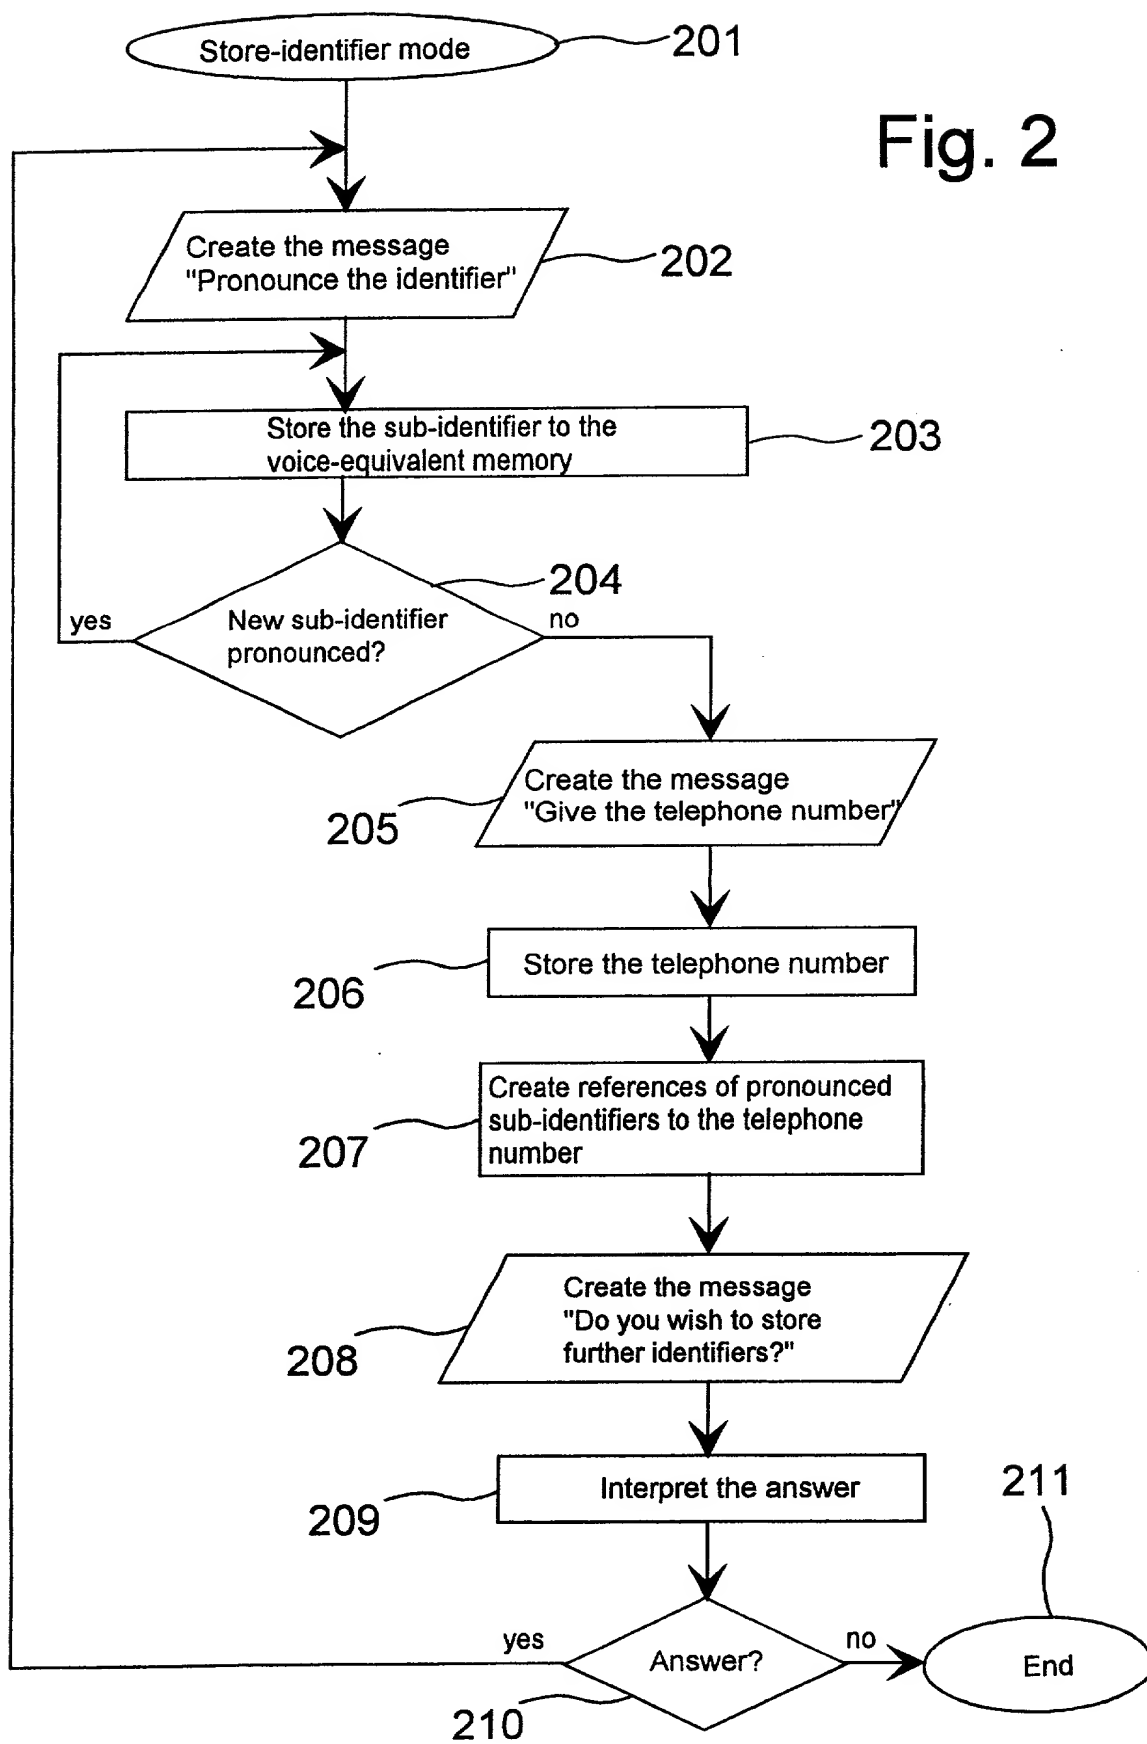 Store-identifier mode
201
Fig. 2
Create the message
"Pronounce the identifier"
202
Store the sub-identifier to the
voice-equivalent memory
203
204
yes
New sub-identifier
pronounced?
no
Create the message
"Give the telephone number"
205
Store the telephone number
206
Create references of pronounced
sub-identifiers to the telephone
number
207
Create the message
"Do you wish to store
further identifiers?"
208
Interpret the answer
209
211
yes
Answer?
no
End
210